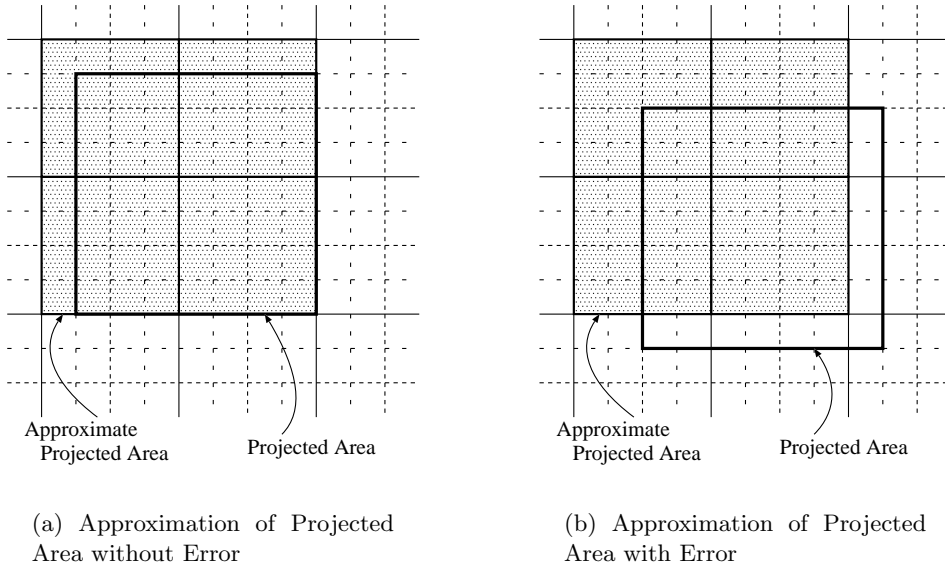 Approximate
Projected Area
Projected Area
(a) Approximation of Projected
Area without Error
Approximate
Projected Area
Projected Area
(b) Approximation of Projected
Area with Error